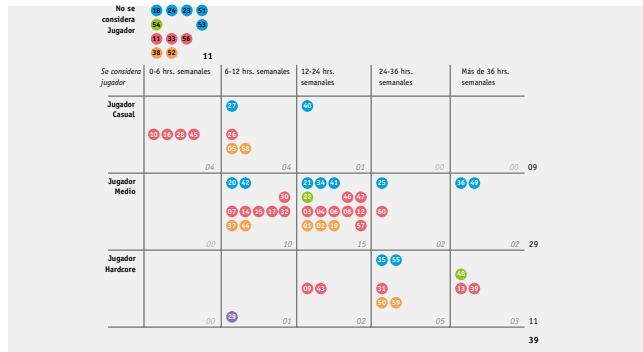 No se considera Jugador
18 24 23 51
54 53
11 33 56
38 52
11
Se considera jugador
0-6 hrs. semanales
6-12 hrs. semanales
12-24 hrs. semanales
24-36 hrs. semanales
Más de 36 hrs. semanales
Jugador Casual
10 16 28 45
04
27
26
05 58
04
40
01
00
00
09
Jugador Medio
00
20 42
30
07 14 15 17 32
37 44
10
21 34 41
22 46 47
03 04 06 08 12
01 02 19 57
15
25
60
02
36 49
02
29
Jugador Hardcore
00
29
01
09 43
02
35 55
31
50 59
05
48
13 39
03
11
39